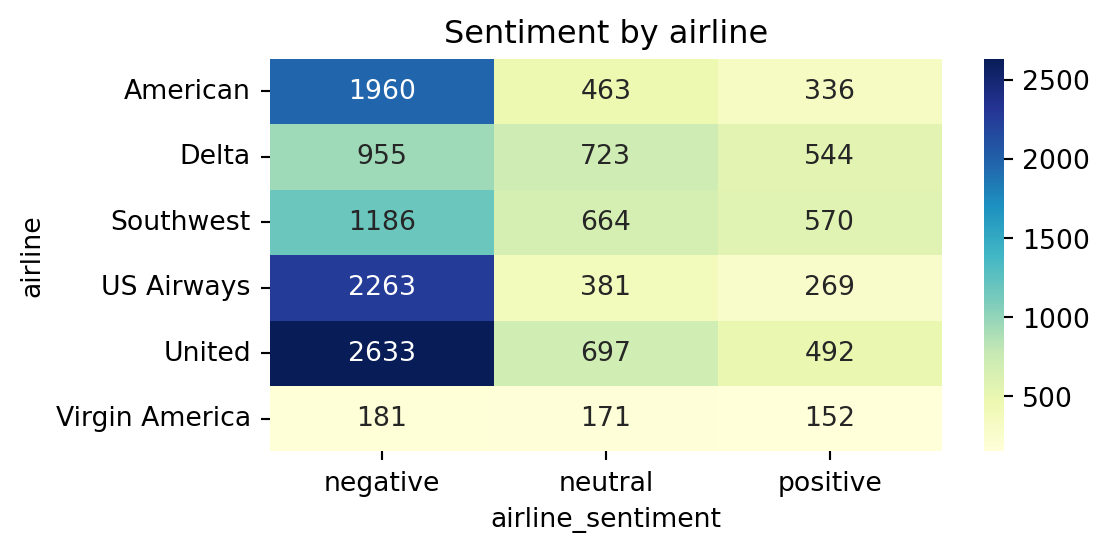 Sentiment by airline
American 1960 463 336
Delta 955 723 544
Southwest 1186 664 570
US Airways 2263 381 269
United 2633 697 492
Virgin America 181 171 152
negative neutral positive
airline_sentiment
airline
2500
2000
1500
1000
500